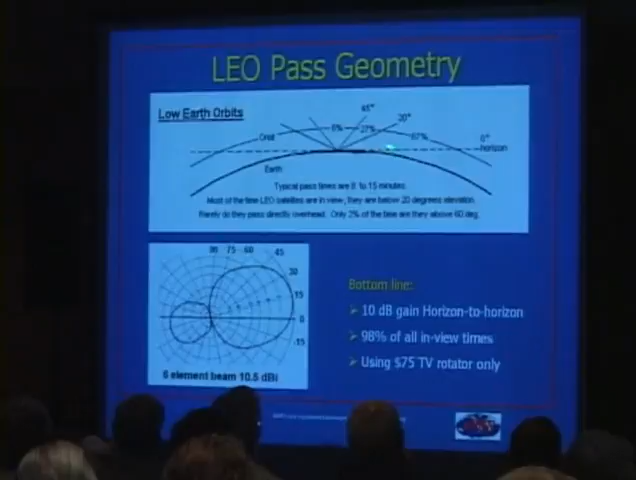 LEO Pass Geometry
Low Earth Orbits
45°
20°
Orbit
6%
27%
67%
0°
horizon
Earth
Typical pass times are 8 to 15 minutes.
Most of the time LEO satellites are in view, they are below 20 degrees elevation.
Rarely do they pass directly overhead. Only 2% of the time are they above 60 deg.
90 75 60 45
30
15
0
-15
6 element beam 10.5 dBi
Bottom line:
10 dB gain Horizon-to-horizon
98% of all in-view times
Using $75 TV rotator only